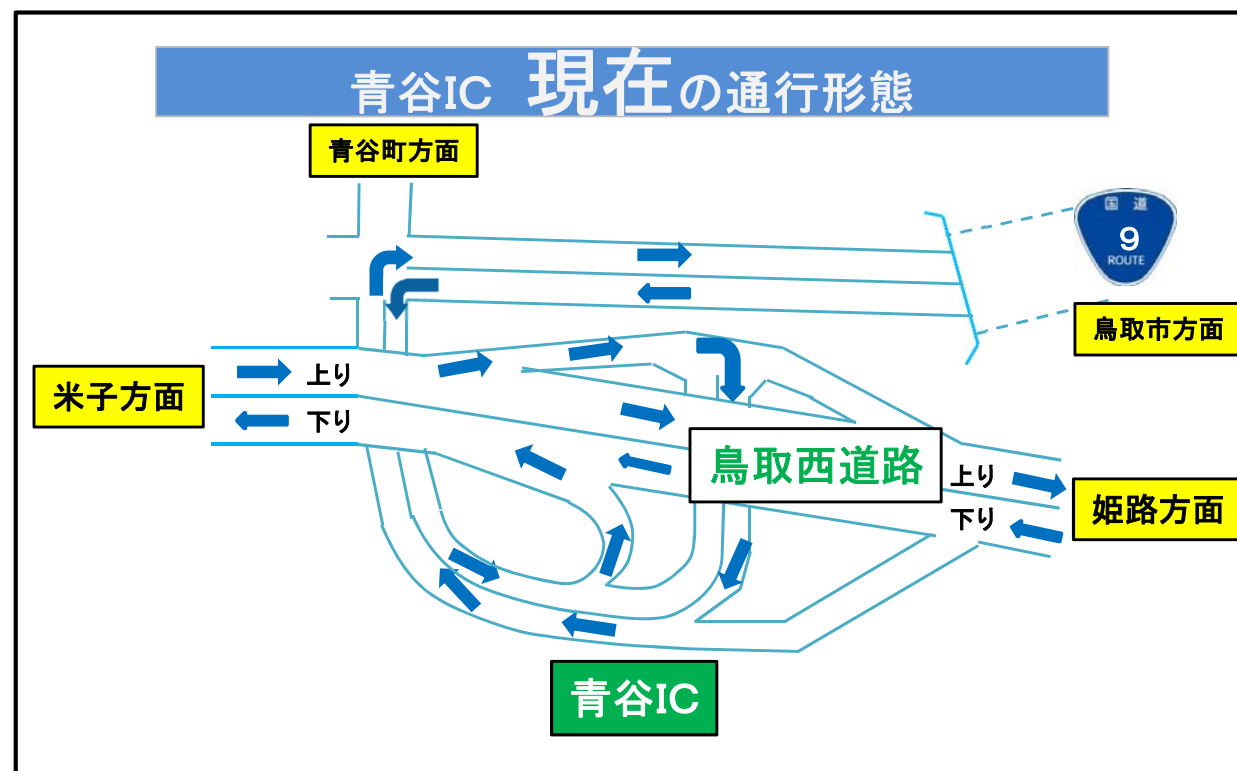 青谷IC 現在の通行形態
青谷町方面
国道
9
ROUTE
鳥取市方面
米子方面
上り
下り
鳥取西道路
上り
下り
姫路方面
青谷IC